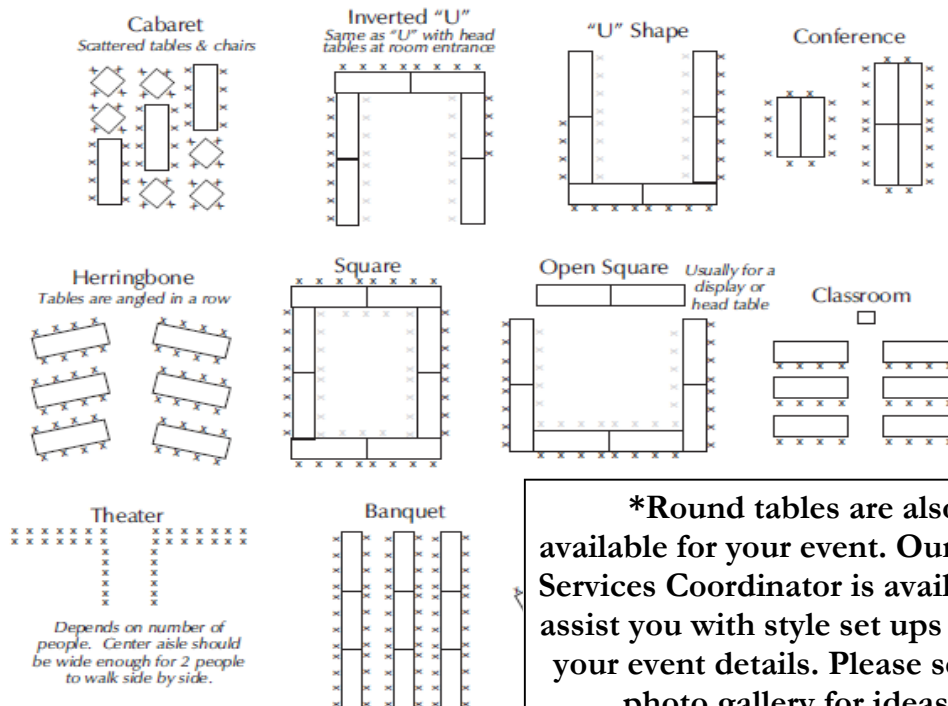 Cabaret
Scattered tables & chairs
Inverted “U”
Same as “U” with head
tables at room entrance
“U” Shape
Conference
Herringbone
Tables are angled in a row
Square
Open Square
Usually for a
display or
head table
Classroom
Theater
Depends on number of
people. Center aisle should
be wide enough for 2 people
to walk side by side.
Banquet
*Round tables are also
available for your event. Our
Services Coordinator is avail
assist you with style set ups
your event details. Please s
photo gallery for ideas